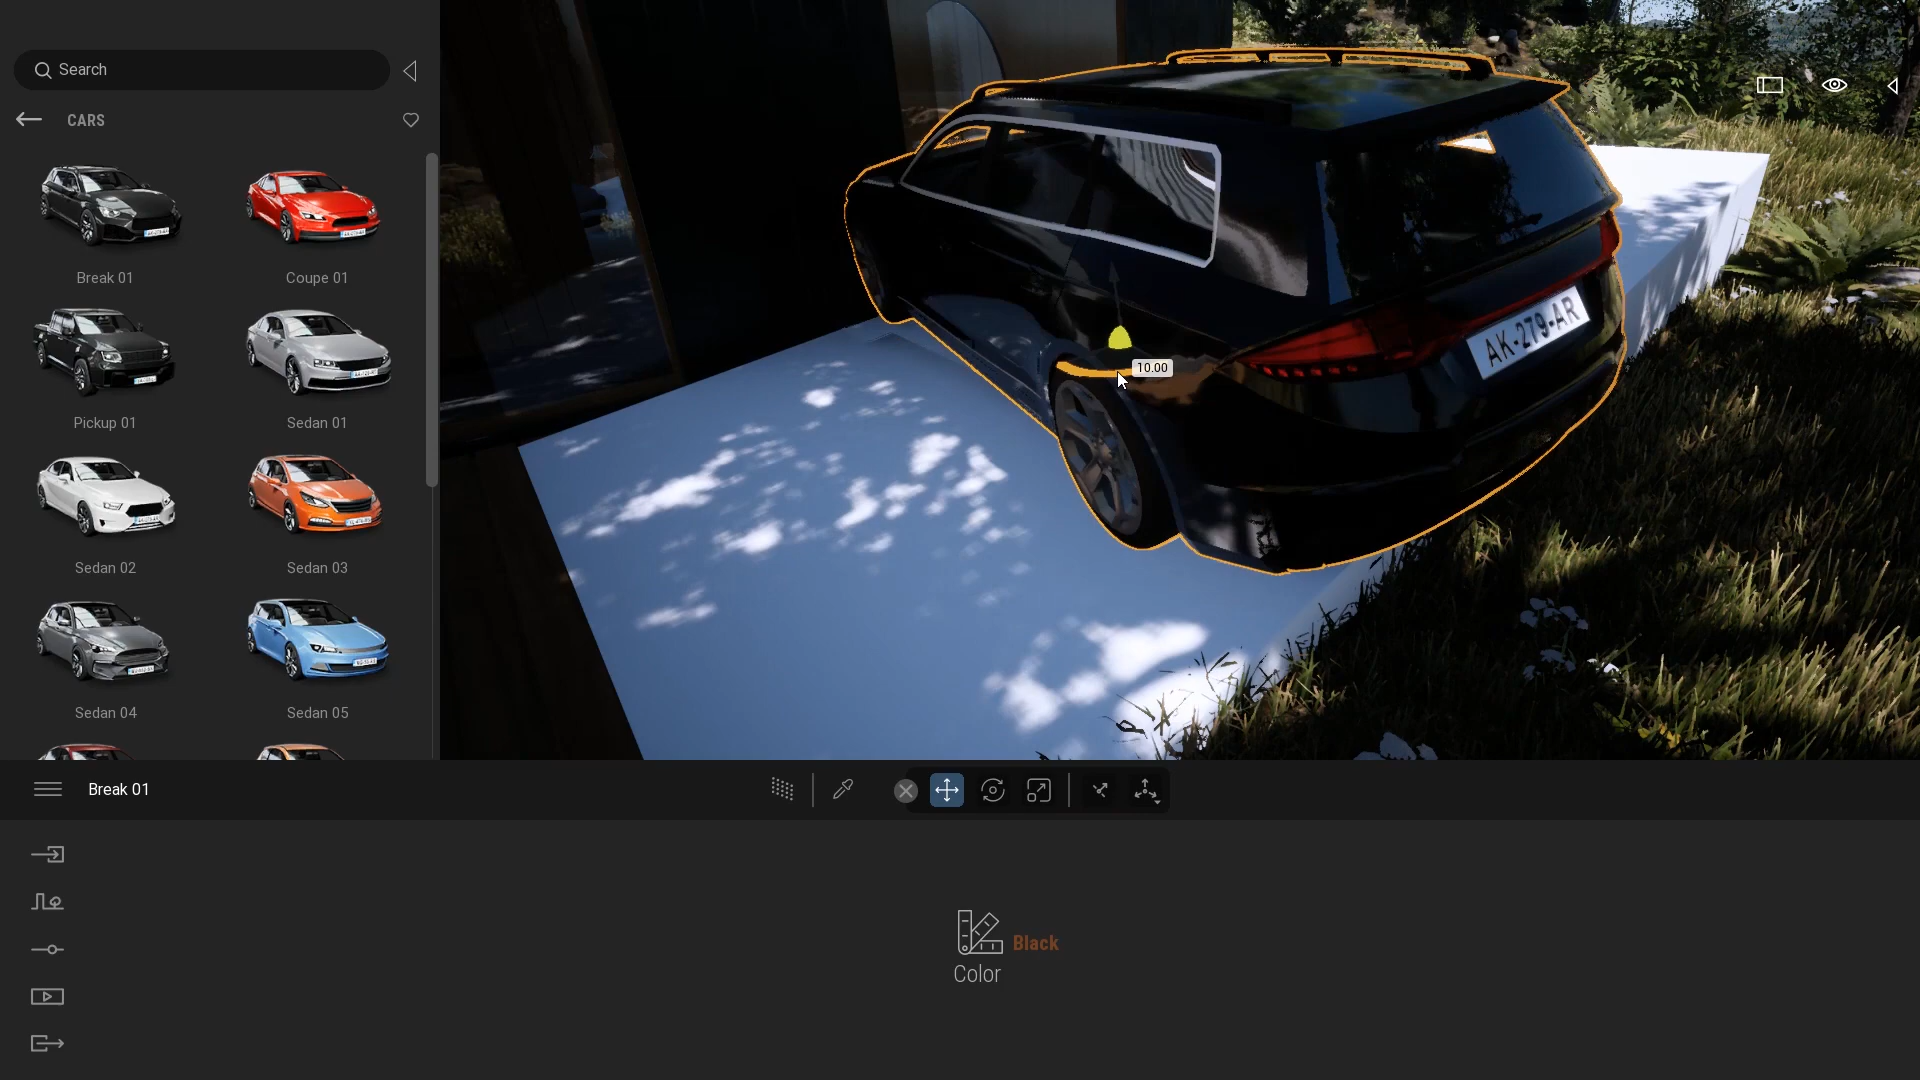 Search
CARS
Break 01
Coupe 01
Pickup 01
Sedan 01
Sedan 02
Sedan 03
Sedan 04
Sedan 05
10.00
AK-279-AR
Break 01
Black
Color